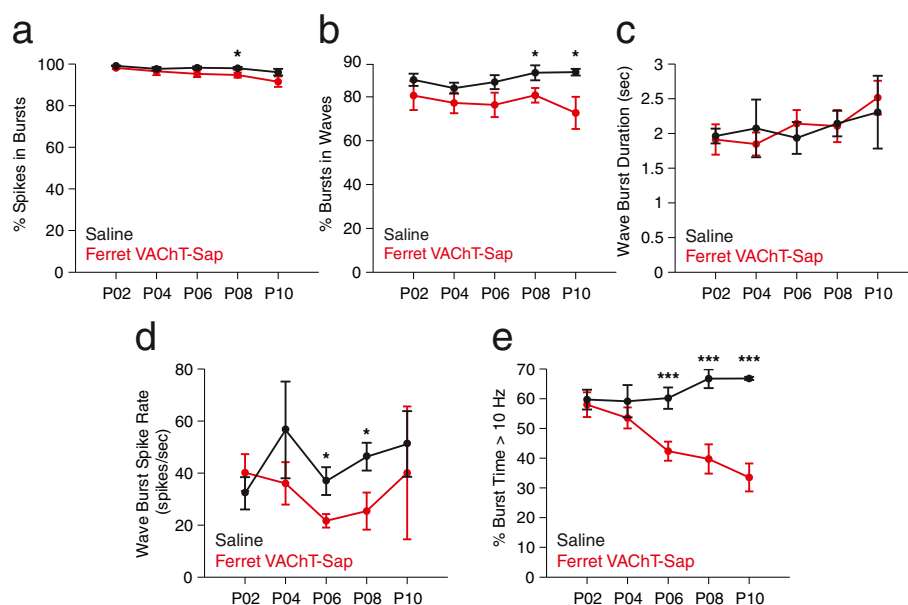 a
% Spikes in Bursts
100
80
60
40
20
0
*
Saline
Ferret VAChT-Sap
P02 P04 P06 P08 P10
b
% Bursts in Waves
90
80
60
40
20
0
* *
Saline
Ferret VAChT-Sap
P02 P04 P06 P08 P10
c
Wave Burst Duration (sec)
3
2.5
2
1.5
1
0.5
0
Saline
Ferret VAChT-Sap
P02 P04 P06 P08 P10
d
Wave Burst Spike Rate
(spikes/sec)
80
60
40
20
0
* *
Saline
Ferret VAChT-Sap
P02 P04 P06 P08 P10
e
% Burst Time > 10 Hz
70
60
50
40
30
20
10
0
*** *** ***
Saline
Ferret VAChT-Sap
P02 P04 P06 P08 P10